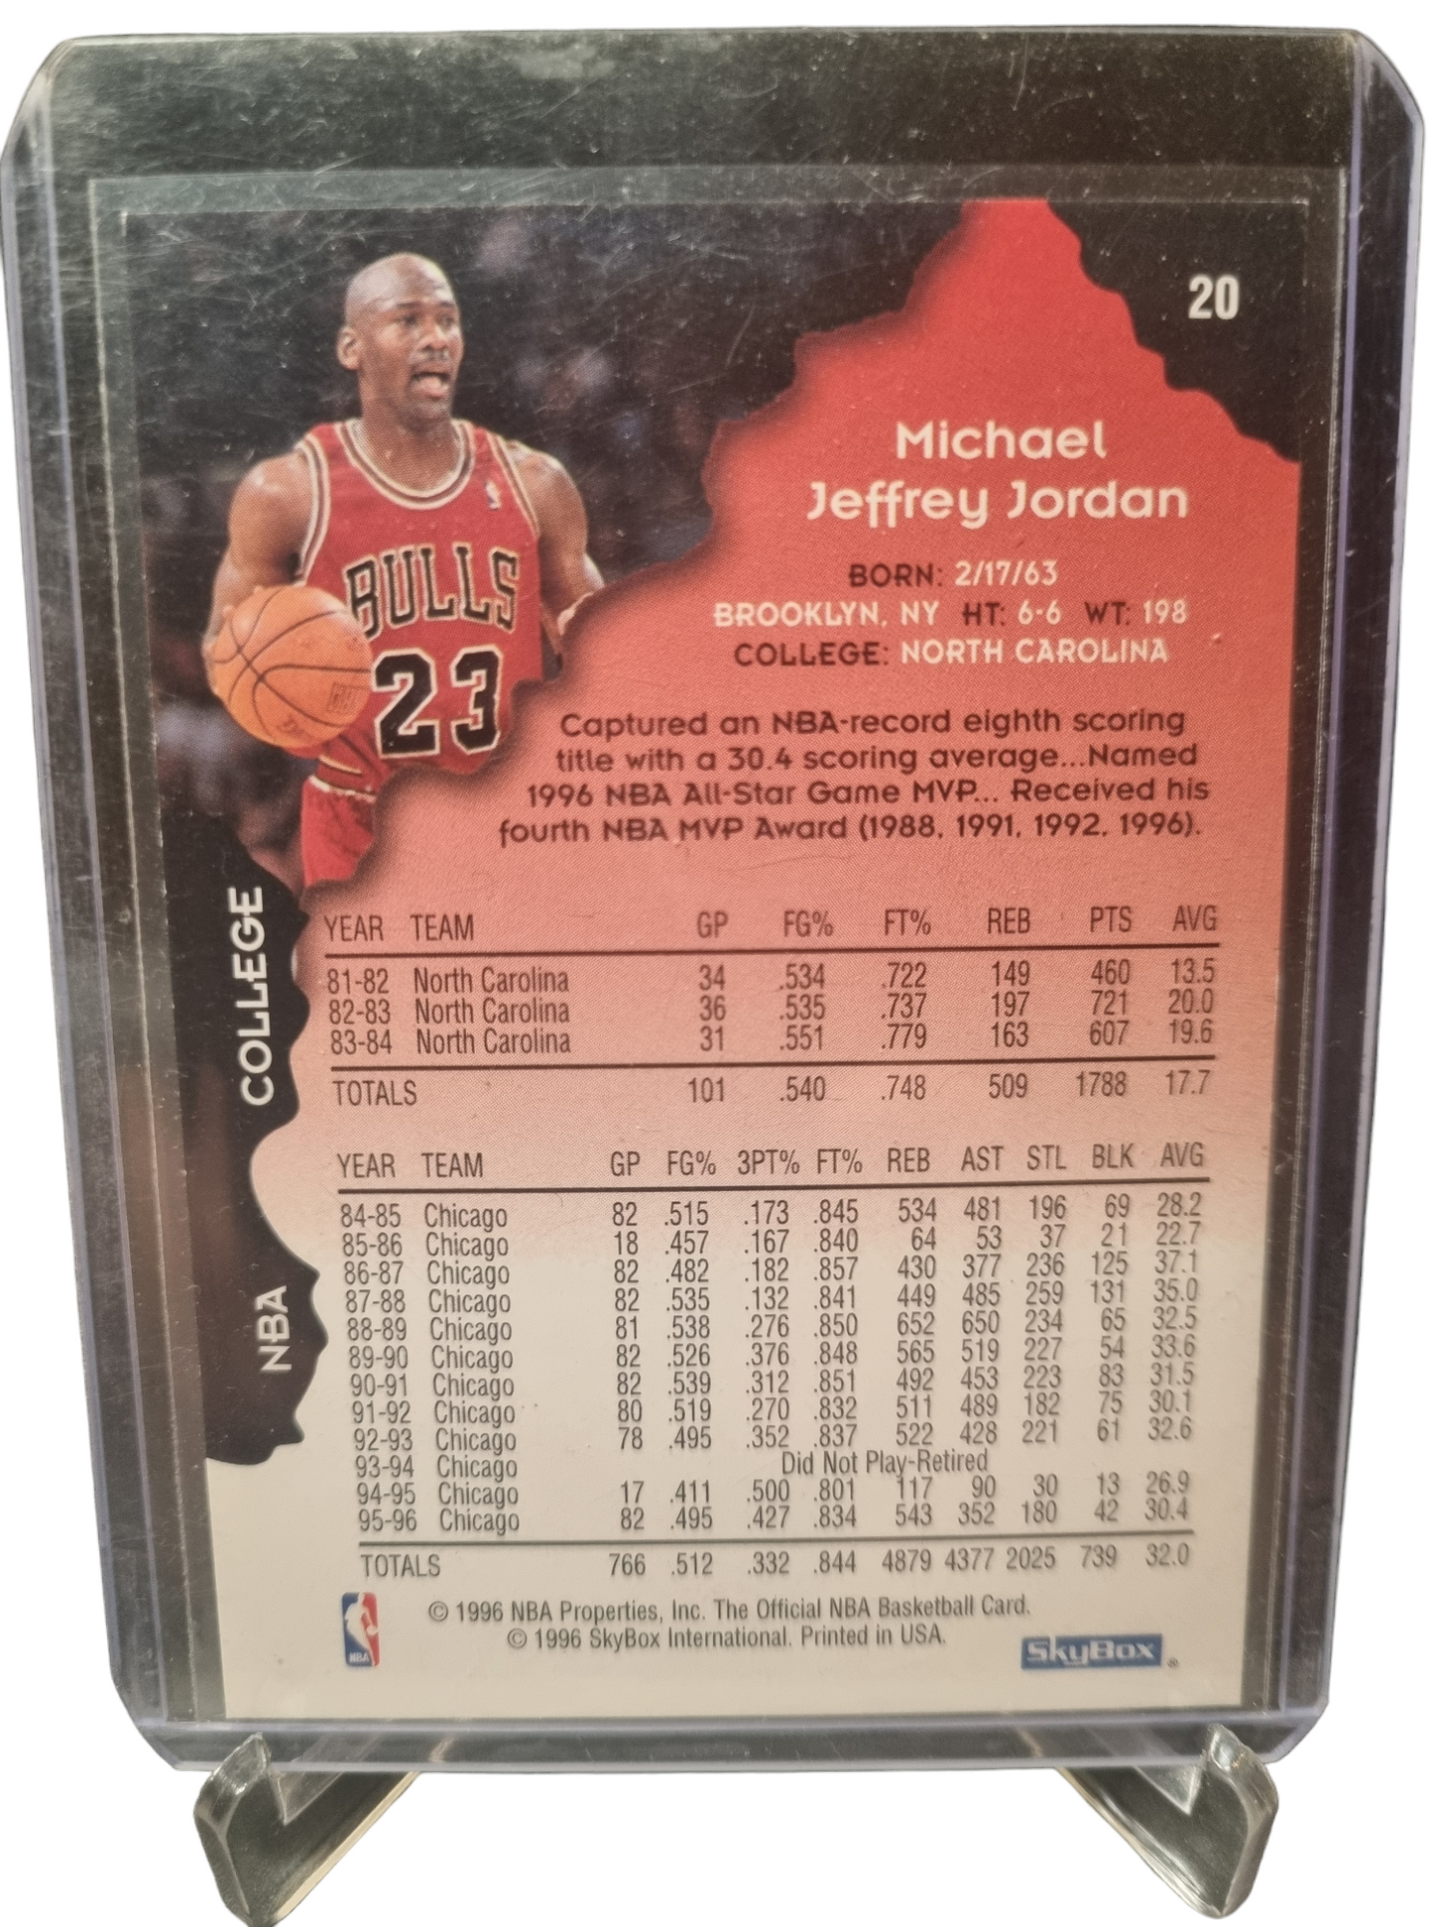 20
BULLS
23
Michael
Jeffrey Jordan
BORN: 2/17/63
BROOKLYN, NY HT: 6-6 WT: 198
COLLEGE: NORTH CAROLINA
Captured an NBA-record eighth scoring
title with a 30.4 scoring average...Named
1996 NBA All-Star Game MVP... Received his
fourth NBA MVP Award (1988, 1991, 1992, 1996).
COLLEGE
YEAR TEAM GP FG% FT% REB PTS AVG
81-82 North Carolina 34 .534 .722 149 460 13.5
82-83 North Carolina 36 .535 .737 197 721 20.0
83-84 North Carolina 31 .551 .779 163 607 19.6
TOTALS 101 .540 .748 509 1788 17.7
NBA
YEAR TEAM GP FG% 3PT% FT% REB AST STL BLK AVG
84-85 Chicago 82 .515 .173 .845 534 481 196 69 28.2
85-86 Chicago 18 .457 .167 .840 64 53 37 21 22.7
86-87 Chicago 82 .482 .182 .857 430 377 236 125 37.1
87-88 Chicago 82 .535 .132 .841 449 485 259 131 35.0
88-89 Chicago 81 .538 .276 .850 652 650 234 65 32.5
89-90 Chicago 82 .526 .376 .848 565 519 227 54 33.6
90-91 Chicago 82 .539 .312 .851 492 453 223 83 31.5
91-92 Chicago 80 .519 .270 .832 511 489 182 75 30.1
92-93 Chicago 78 .495 .352 .837 522 428 221 61 32.6
93-94 Chicago Did Not Play-Retired
94-95 Chicago 17 .411 .500 .801 117 90 30 13 26.9
95-96 Chicago 82 .495 .427 .834 543 352 180 42 30.4
TOTALS 766 .512 .332 .844 4879 4377 2025 739 32.0
© 1996 NBA Properties, Inc. The Official NBA Basketball Card.
© 1996 SkyBox International. Printed in USA.
NBA
SkyBox ®